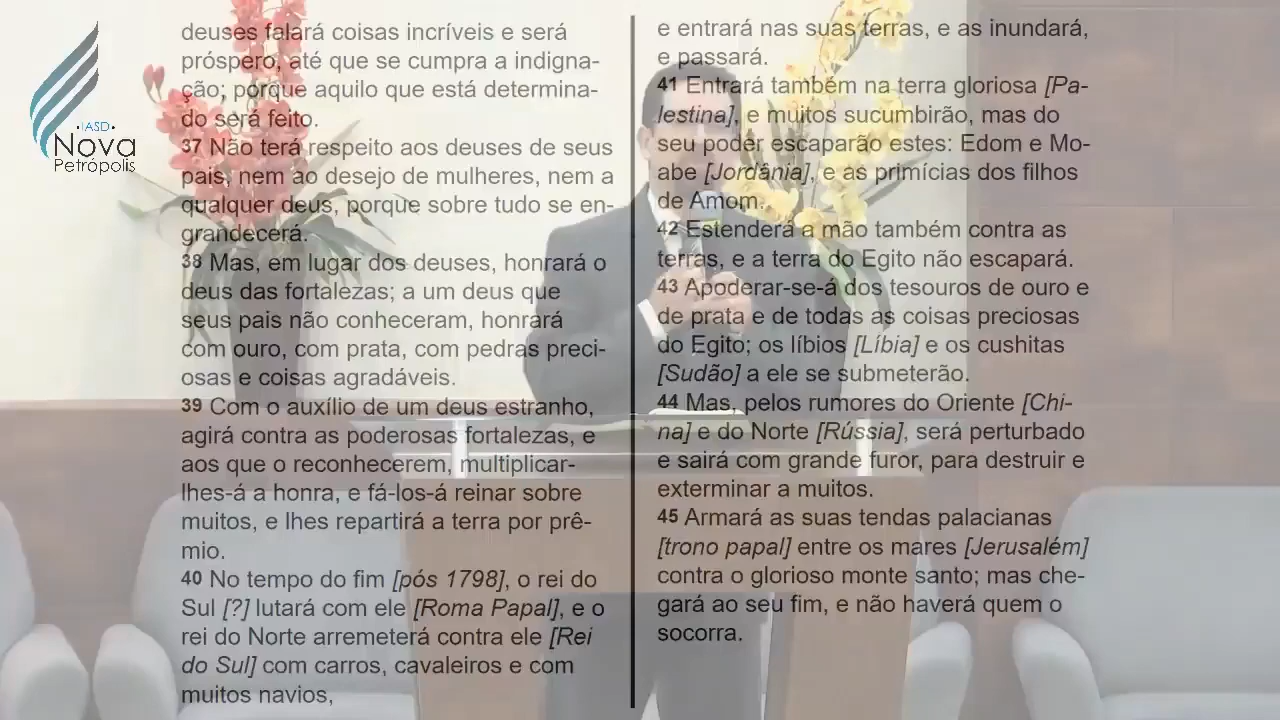 ·IASD·
Nova
Petrópolis
deuses falará coisas incríveis e será
próspero, até que se cumpra a indigna-
ção; porque aquilo que está determina-
do será feito.
37 Não terá respeito aos deuses de seus
pais, nem ao desejo de mulheres, nem a
qualquer deus, porque sobre tudo se en-
grandecerá.
38 Mas, em lugar dos deuses, honrará o
deus das fortalezas; a um deus que
seus pais não conheceram, honrará
com ouro, com prata, com pedras preci-
osas e coisas agradáveis.
39 Com o auxílio de um deus estranho,
agirá contra as poderosas fortalezas, e
aos que o reconhecerem, multiplicar-
lhes-á a honra, e fá-los-á reinar sobre
muitos, e lhes repartirá a terra por prê-
mio.
40 No tempo do fim [pós 1798], o rei do
Sul [?] lutará com ele [Roma Papal], e o
rei do Norte arremeterá contra ele [Rei
do Sul] com carros, cavaleiros e com
muitos navios,
e entrará nas suas terras, e as inundará,
e passará.
41 Entrará também na terra gloriosa [Pa-
lestina], e muitos sucumbirão, mas do
seu poder escaparão estes: Edom e Mo-
abe [Jordânia], e as primícias dos filhos
de Amom.
42 Estenderá a mão também contra as
terras, e a terra do Egito não escapará.
43 Apoderar-se-á dos tesouros de ouro e
de prata e de todas as coisas preciosas
do Egito; os líbios [Líbia] e os cushitas
[Sudão] a ele se submeterão.
44 Mas, pelos rumores do Oriente [Chi-
na] e do Norte [Rússia], será perturbado
e sairá com grande furor, para destruir e
exterminar a muitos.
45 Armará as suas tendas palacianas
[trono papal] entre os mares [Jerusalém]
contra o glorioso monte santo; mas che-
gará ao seu fim, e não haverá quem o
socorra.